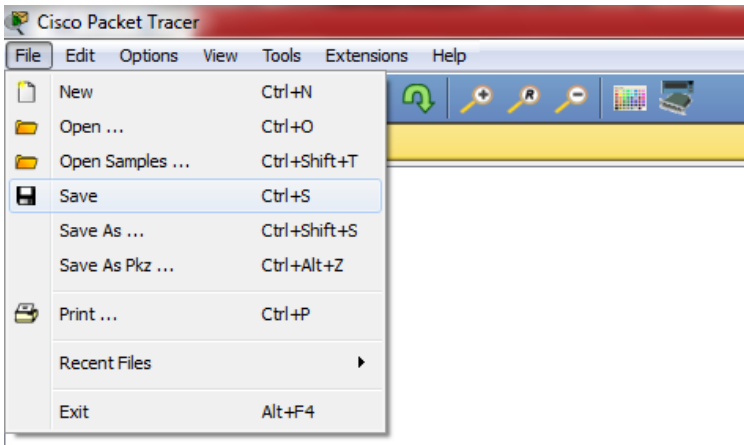 Cisco Packet Tracer
File Edit Options View Tools Extensions Help
New Ctrl+N
Open ... Ctrl+O
Open Samples ... Ctrl+Shift+T
Save Ctrl+S
Save As ... Ctrl+Shift+S
Save As Pkz ... Ctrl+Alt+Z
Print ... Ctrl+P
Recent Files
Exit Alt+F4
R